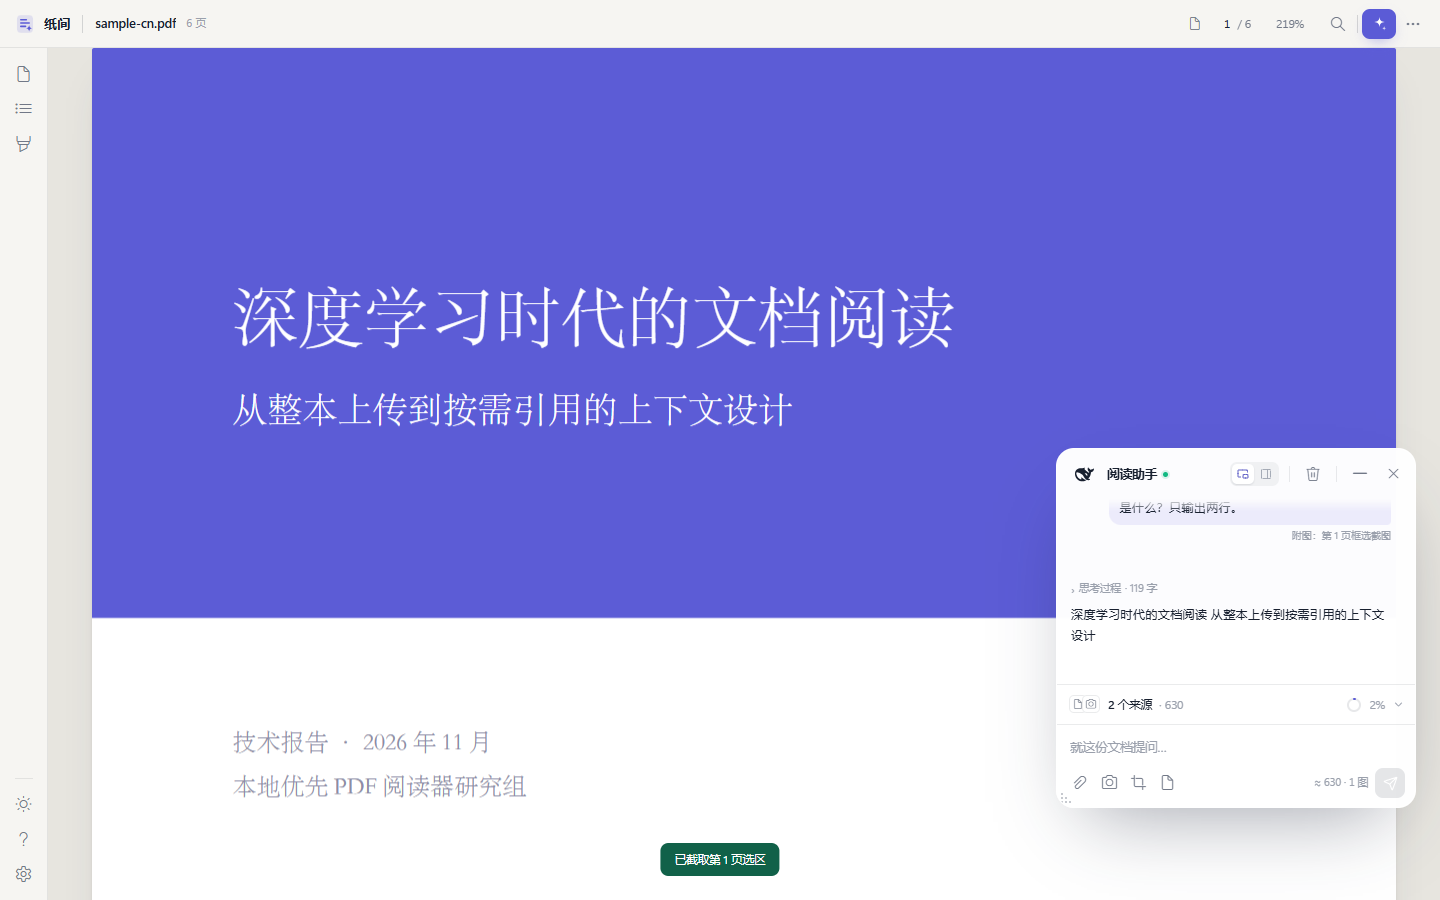 纸间
sample-cn.pdf 6 页
1 / 6
219%
深度学习时代的文档阅读
从整本上传到按需引用的上下文设计
技术报告 · 2026 年 11 月
本地优先 PDF 阅读器研究组
已截取第 1 页选区
阅读助手
是什么？只输出两行。
附图：第 1 页框选截图
思考过程 · 119 字
深度学习时代的文档阅读 从整本上传到按需引用的上下文
设计
2 个来源 · 630
2%
就这份文档提问...
≈ 630 · 1 图